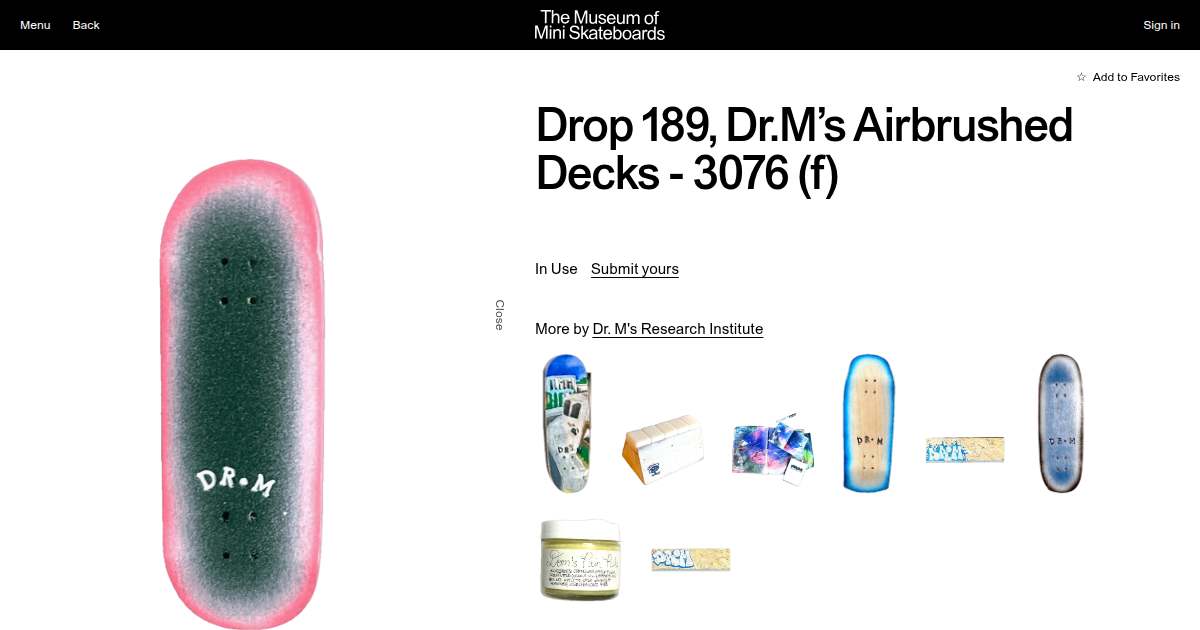 Menu
Back
The Museum of
Mini Skateboards
Sign in
☆ Add to Favorites
Drop 189, Dr.M’s Airbrushed
Decks - 3076 (f)
DR•M
Close
In Use Submit yours
More by Dr. M's Research Institute
DR•M
DR•M